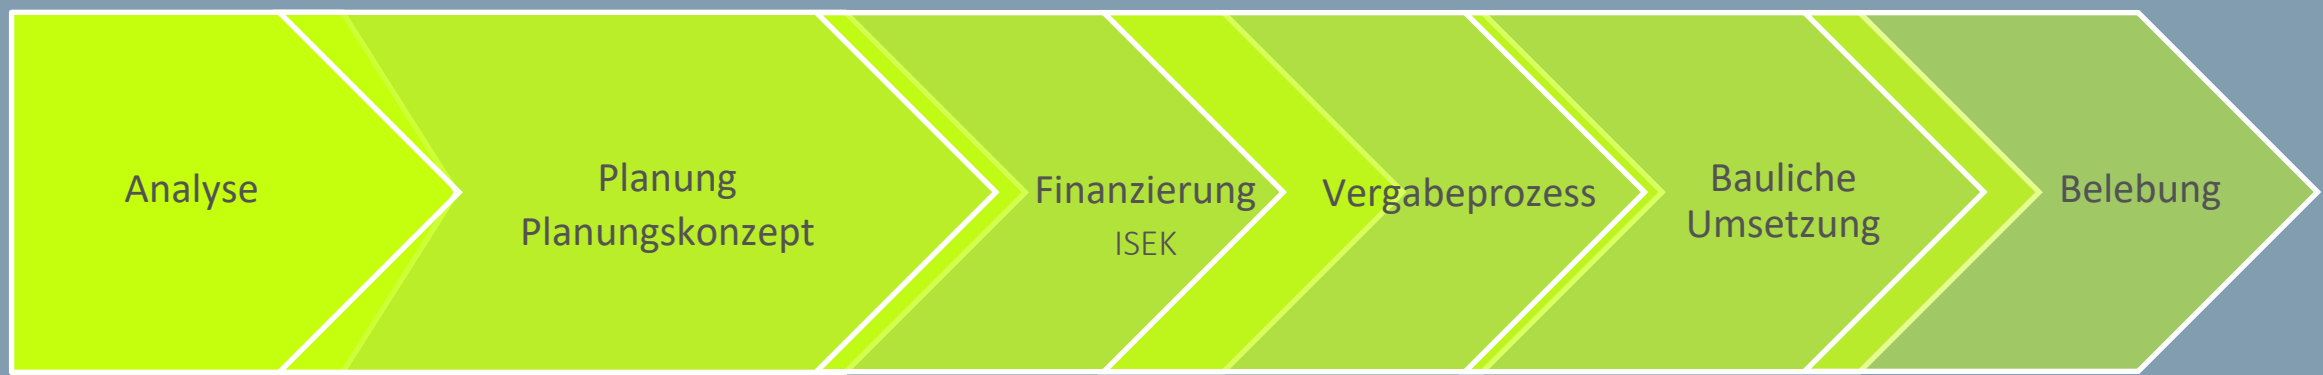 Analyse
Planung
Planungskonzept
Finanzierung
ISEK
Vergabeprozess
Bauliche
Umsetzung
Belebung